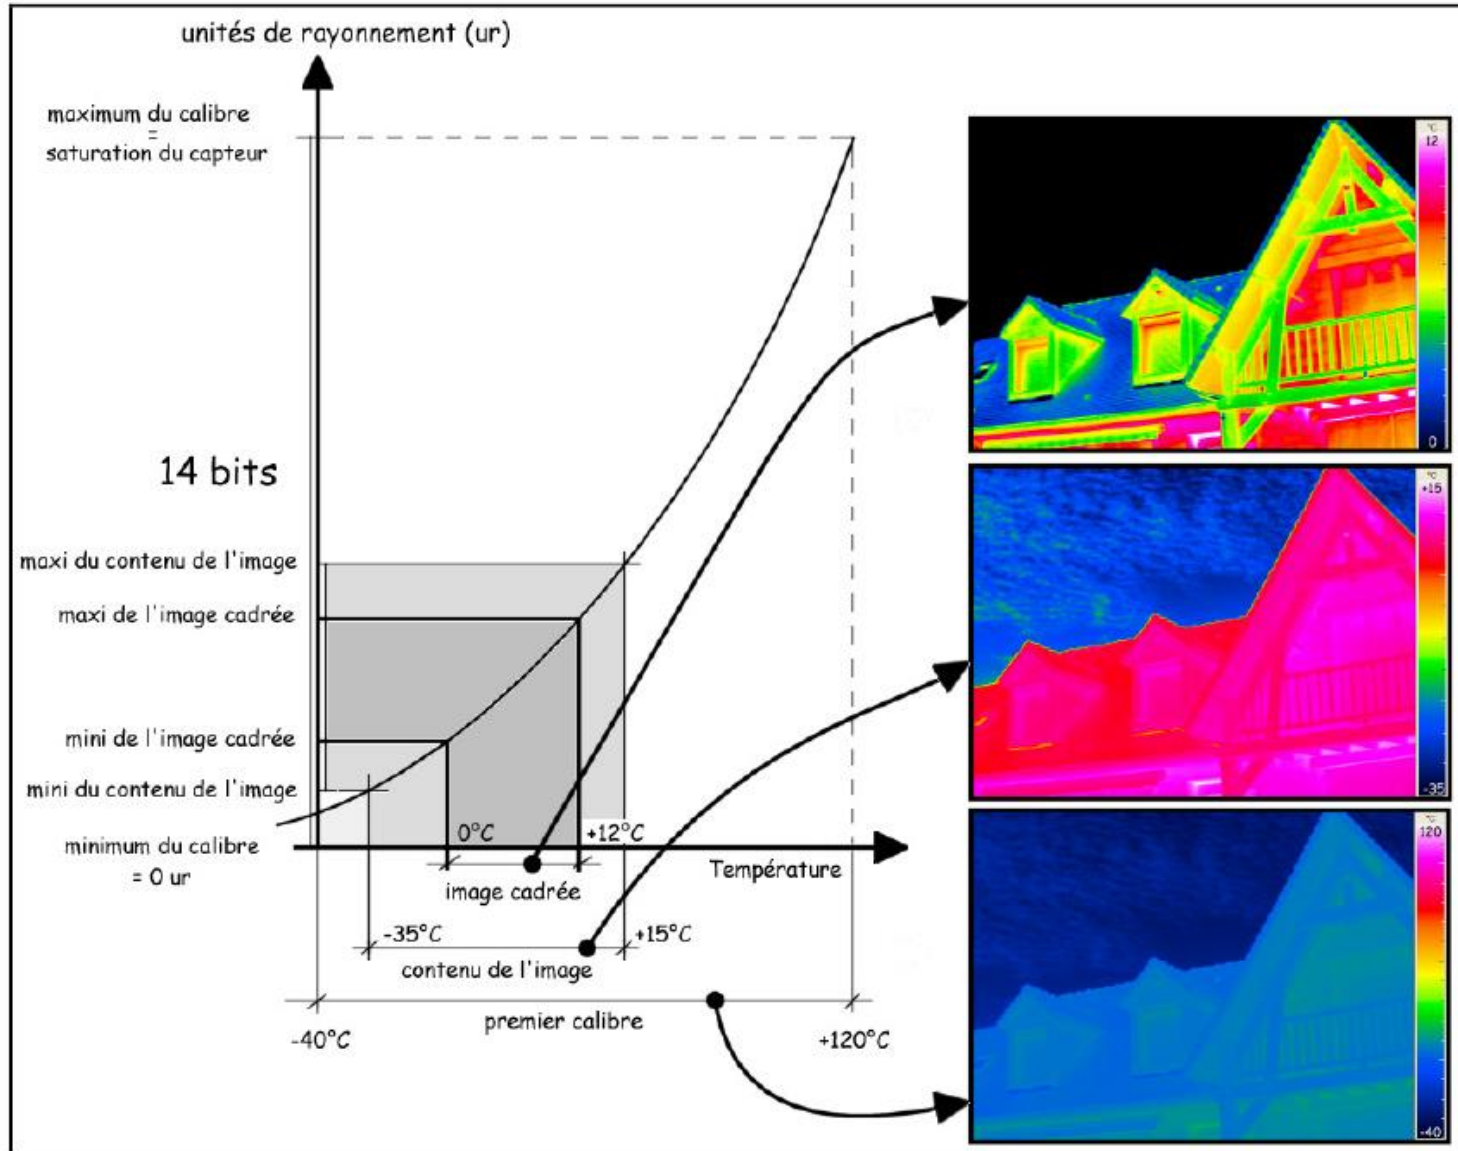 unités de rayonnement (ur)
maximum du calibre
=
saturation du capteur
14 bits
maxi du contenu de l'image
maxi de l'image cadrée
mini de l'image cadrée
mini du contenu de l'image
minimum du calibre
= 0 ur
0°C
+12°C
Température
image cadrée
-35°C
+15°C
contenu de l'image
premier calibre
-40°C
+120°C
°C
12
0
°C
+15
-35
°C
120
-40